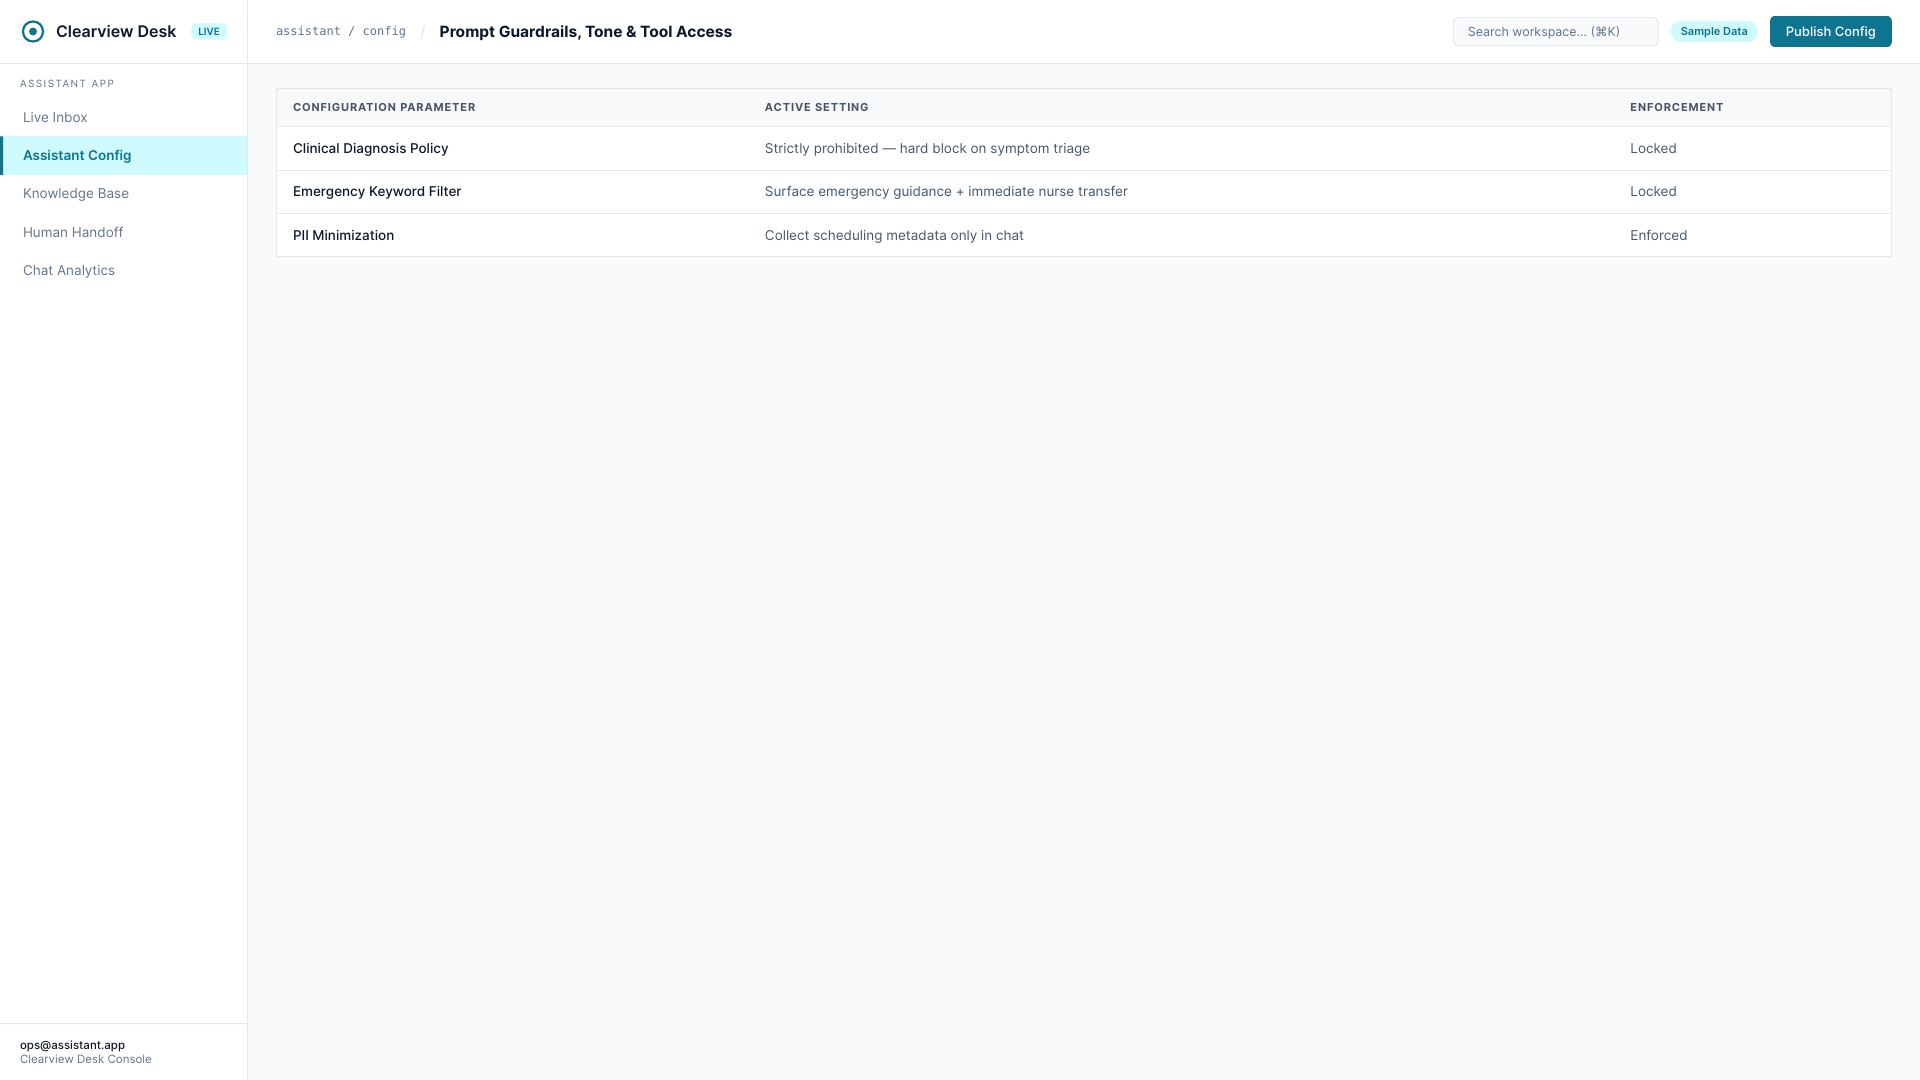 Clearview Desk LIVE
ASSISTANT APP
Live Inbox
Assistant Config
Knowledge Base
Human Handoff
Chat Analytics
ops@assistant.app
Clearview Desk Console
assistant / config / Prompt Guardrails, Tone & Tool Access
Search workspace... (⌘K)
Sample Data
Publish Config
CONFIGURATION PARAMETER ACTIVE SETTING ENFORCEMENT
Clinical Diagnosis Policy Strictly prohibited — hard block on symptom triage Locked
Emergency Keyword Filter Surface emergency guidance + immediate nurse transfer Locked
PII Minimization Collect scheduling metadata only in chat Enforced